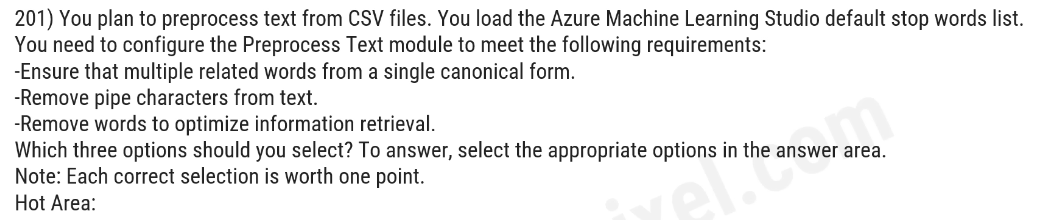 201) You plan to preprocess text from CSV files. You load the Azure Machine Learning Studio default stop words list.
You need to configure the Preprocess Text module to meet the following requirements:
-Ensure that multiple related words from a single canonical form.
-Remove pipe characters from text.
-Remove words to optimize information retrieval.
Which three options should you select? To answer, select the appropriate options in the answer area.
Note: Each correct selection is worth one point.
Hot Area:
ixel.com